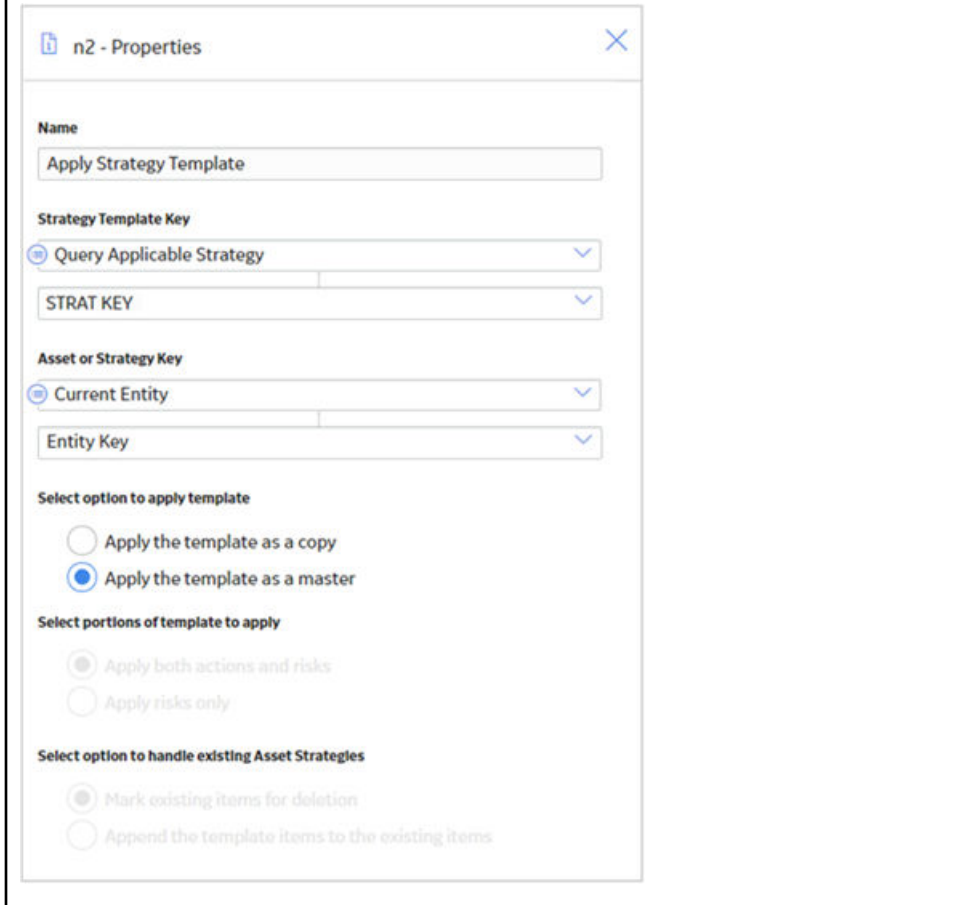 n2 - Properties
Name
Apply Strategy Template
Strategy Template Key
Query Applicable Strategy
STRAT KEY
Asset or Strategy Key
Current Entity
Entity Key
Select option to apply template
Apply the template as a copy
Apply the template as a master
Select portions of template to apply
Apply both actions and risks
Apply risks only
Select option to handle existing Asset Strategies
Mark existing items for deletion
Append the template items to the existing items